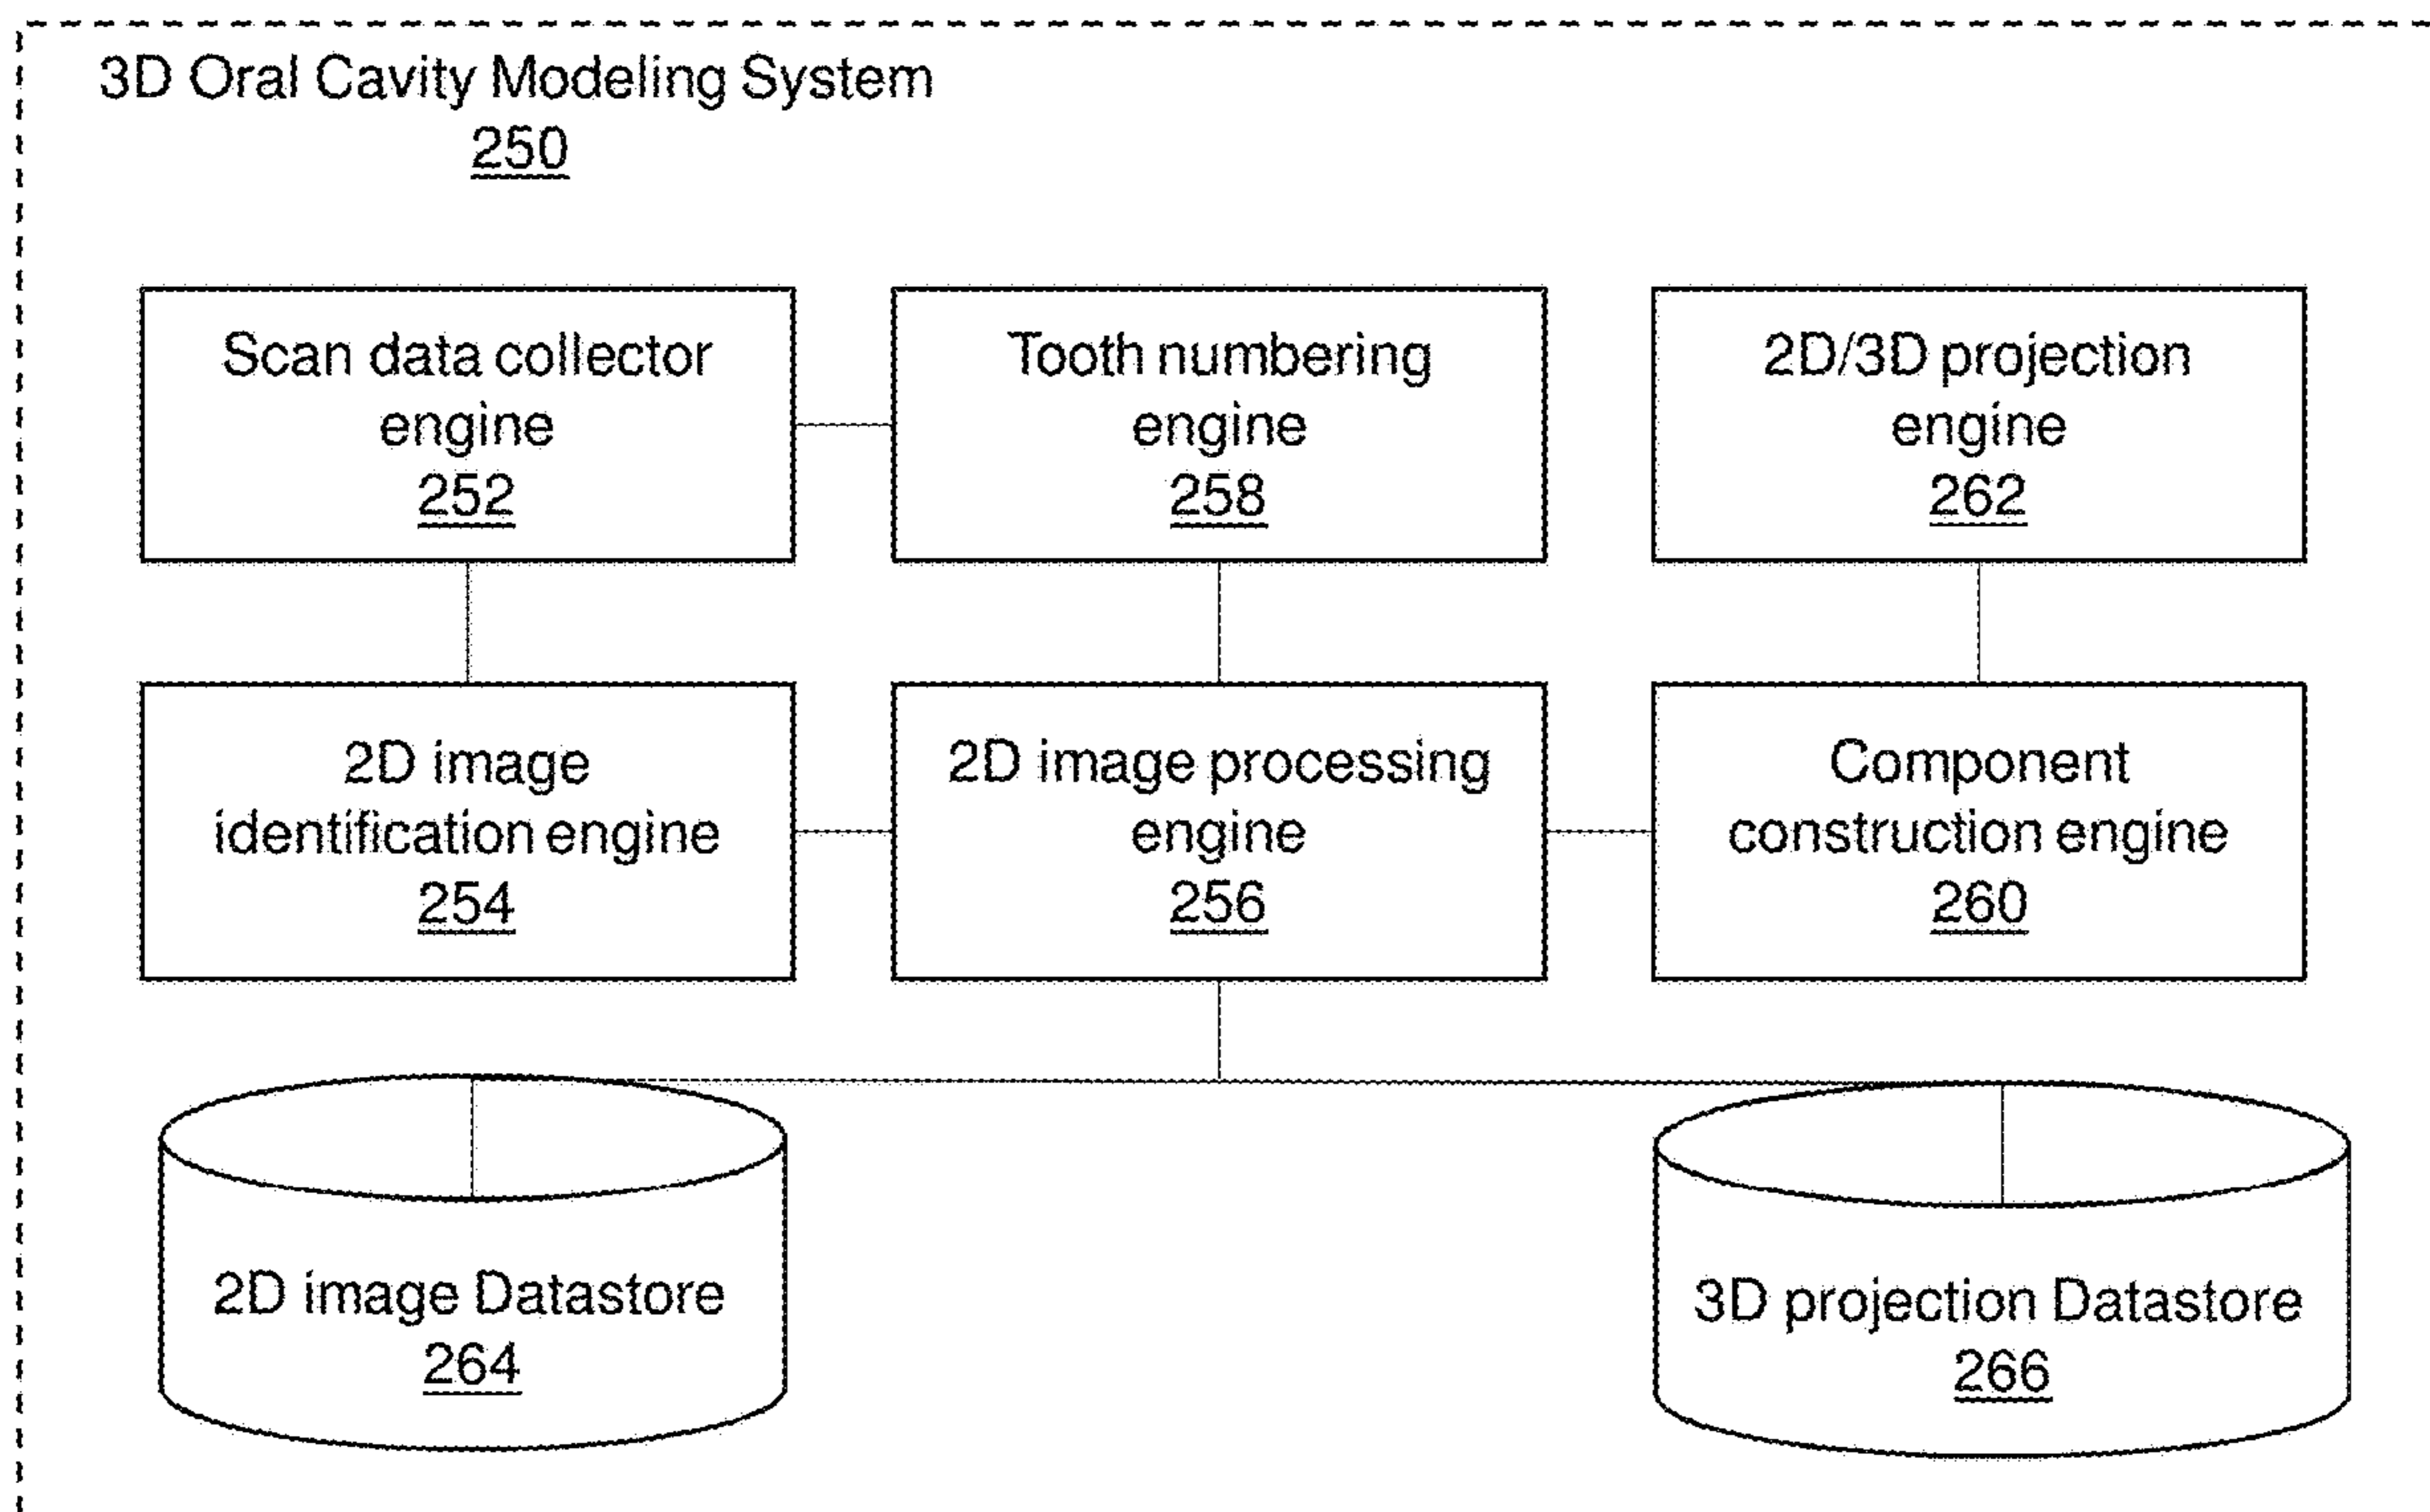 3D Oral Cavity Modeling System
250
Scan data collector
engine
252
Tooth numbering
engine
258
2D/3D projection
engine
262
2D image
identification engine
254
2D image processing
engine
256
Component
construction engine
260
2D image Datastore
264
3D projection Datastore
266